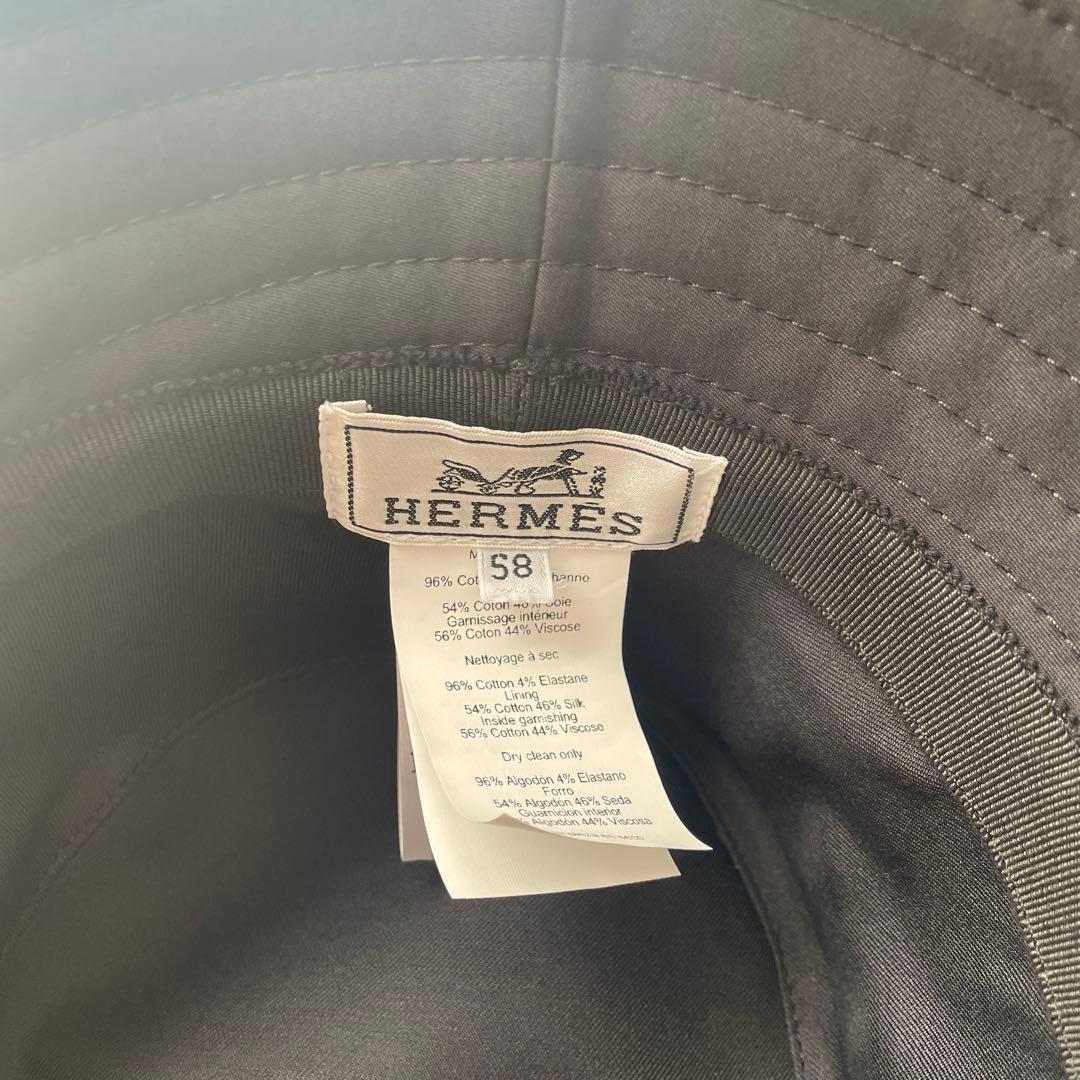 HERMES
58
96% Cot
54% Coton 46% Soie
Garnissage intérieur
56% Coton 44% Viscose
Nettoyage à sec
96% Cotton 4% Elastane
Lining
54% Cotton 46% Silk
Inside garnishing
56% Cotton 44% Viscose
Dry clean only
96% Algodón 4% Elastano
Forro
54% Algodón 46% Seda
Guarnicion interior
% Algodón 44% Viscosa